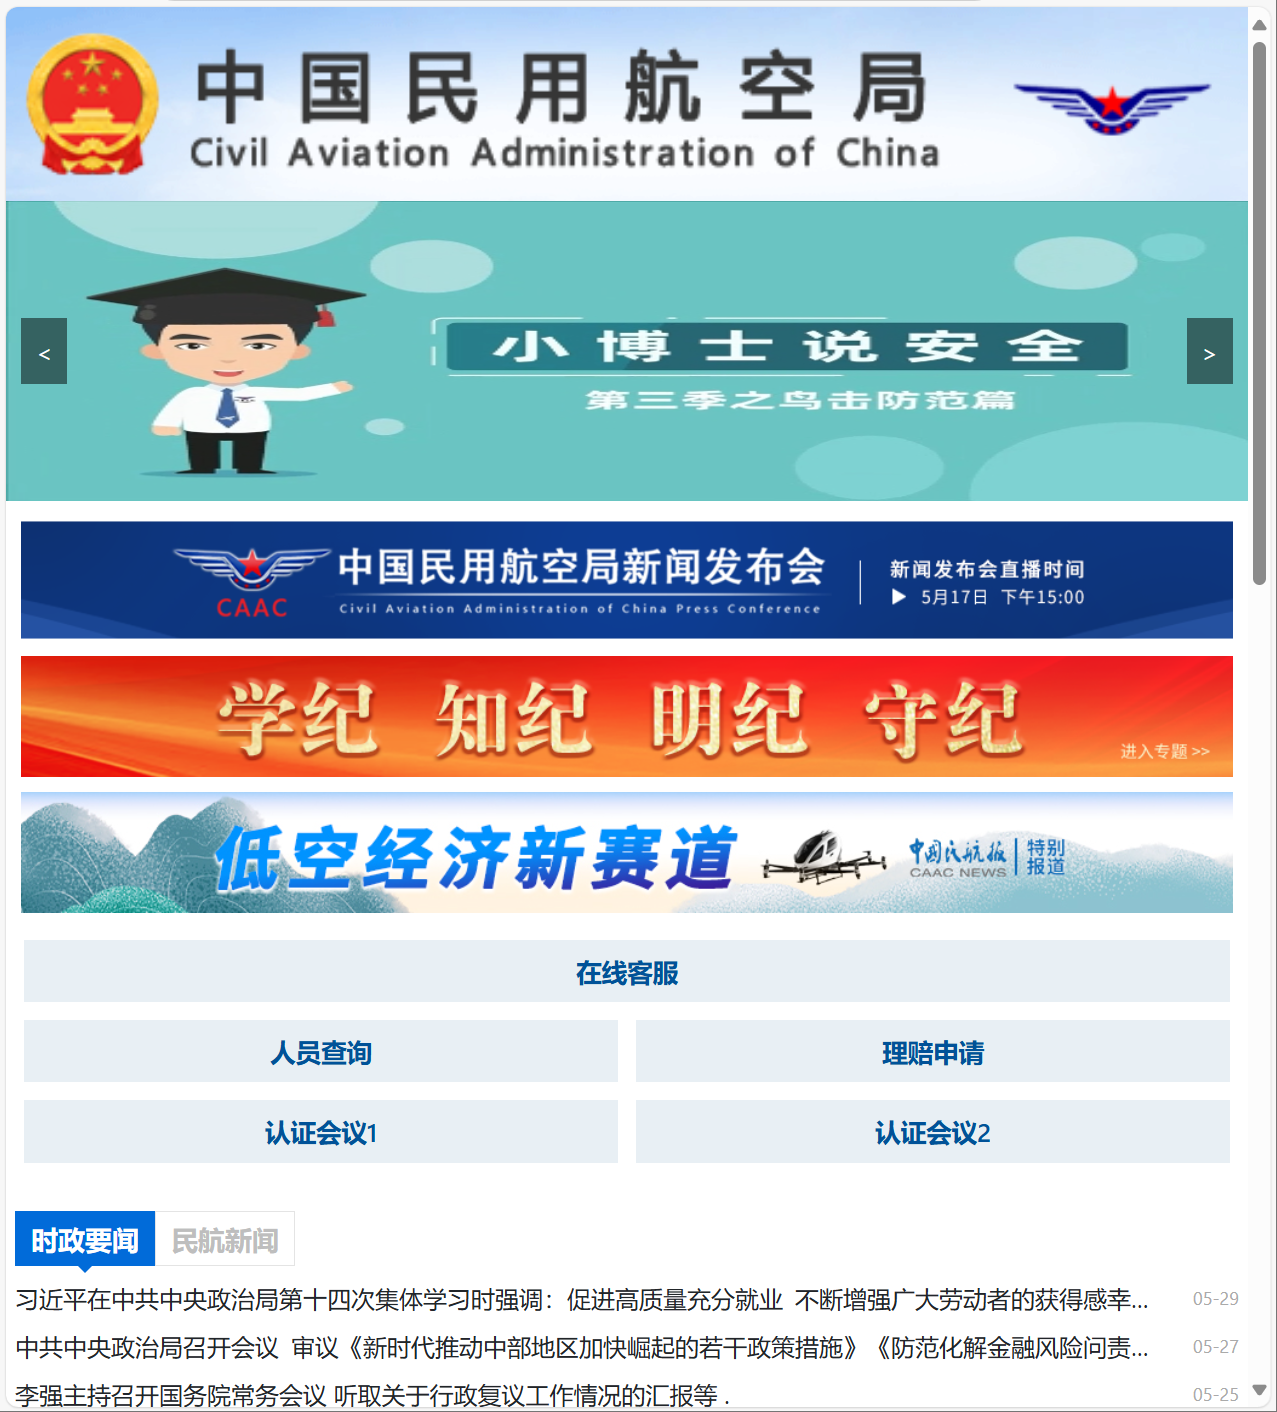 中国民用航空局
Civil Aviation Administration of China
小博士说安全
第三季之鸟击防范篇
<
>
中国民用航空局新闻发布会
CAAC
Civil Aviation Administration of China Press Conference
新闻发布会直播时间
5月17日 下午15:00
学纪 知纪 明纪 守纪
进入专题 >>
低空经济新赛道
中国民航报
CAAC NEWS
特别
报道
在线客服
人员查询
理赔申请
认证会议1
认证会议2
时政要闻
民航新闻
习近平在中共中央政治局第十四次集体学习时强调：促进高质量充分就业 不断增强广大劳动者的获得感幸... 05-29
中共中央政治局召开会议 审议《新时代推动中部地区加快崛起的若干政策措施》《防范化解金融风险问责... 05-27
李强主持召开国务院常务会议 听取关于行政复议工作情况的汇报等 . 05-25